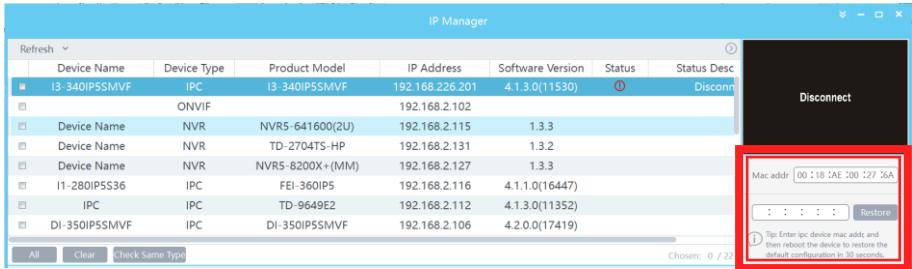 IP Manager
Refresh
Device Name Device Type Product Model IP Address Software Version Status Status Desc
I3-340IP5SMVF IPC I3-340IP5SMVF 192.168.226.201 4.1.3.0(11530) Disconn
ONVIF 192.168.2.102
Device Name NVR NVR5-641600(2U) 192.168.2.115 1.3.3
Device Name NVR TD-2704TS-HP 192.168.2.131 1.3.2
Device Name NVR NVR5-8200X+(MM) 192.168.2.127 1.3.3
I1-280IP5S36 IPC FEI-360IP5 192.168.2.116 4.1.1.0(16447)
IPC TD-9649E2 192.168.2.112 4.1.3.0(11352)
DI-350IP5SMVF IPC DI-350IP5SMVF 192.168.2.106 4.2.0.0(17419)
All Clear Check Same Type Chosen: 0 / 22
Disconnect
Mac addr 00 : 18 :AE :00 :27 :6A
: : : : : Restore
Tip: Enter ipc device mac addr, and
then reboot the device to restore the
default configuration in 30 seconds.